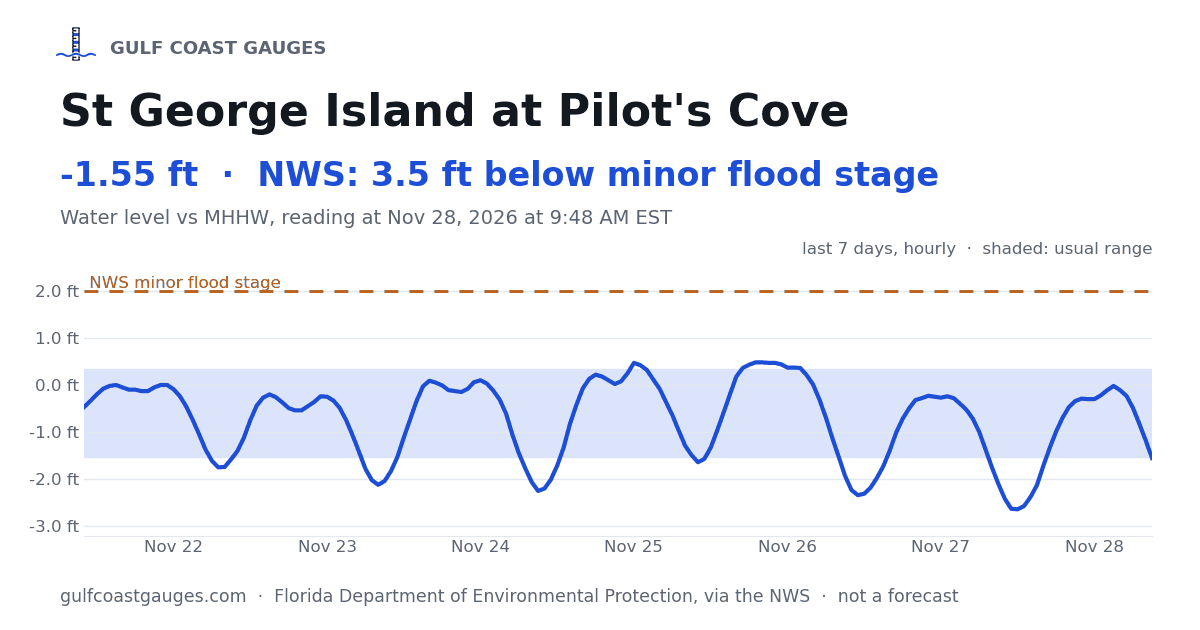 GULF COAST GAUGES
St George Island at Pilot's Cove
-1.55 ft · NWS: 3.5 ft below minor flood stage
Water level vs MHHW, reading at Nov 28, 2026 at 9:48 AM EST
last 7 days, hourly · shaded: usual range
NWS minor flood stage
2.0 ft
1.0 ft
0.0 ft
-1.0 ft
-2.0 ft
-3.0 ft
Nov 22 Nov 23 Nov 24 Nov 25 Nov 26 Nov 27 Nov 28
gulfcoastgauges.com · Florida Department of Environmental Protection, via the NWS · not a forecast